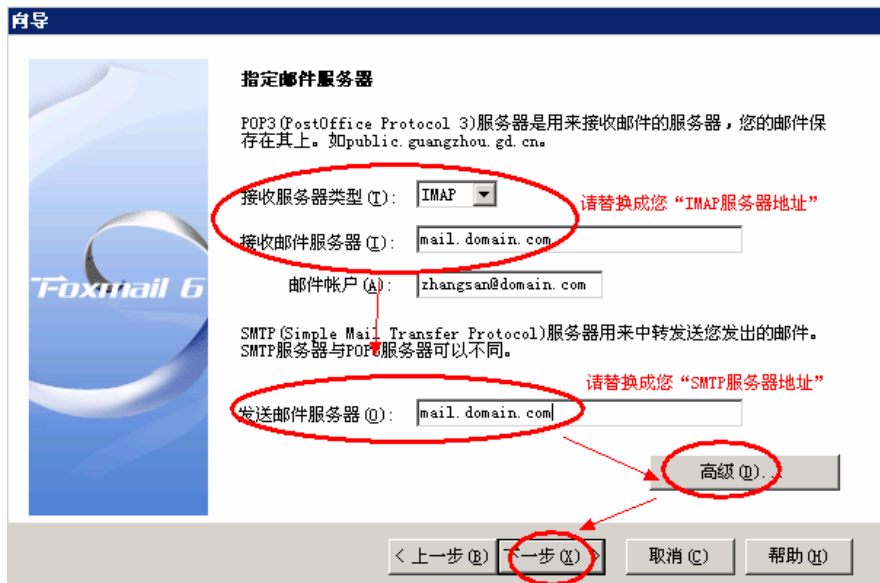 向导
指定邮件服务器
POP3(PostOffice Protocol 3)服务器是用来接收邮件的服务器，您的邮件保
存在其上。如public.guangzhou.gd.cn。
接收服务器类型(T): IMAP
请替换成您“IMAP服务器地址”
接收邮件服务器(I): mail.domain.com
Foxmail 6
邮件帐户(A): zhangsan@domain.com
SMTP(Simple Mail Transfer Protocol)服务器用来中转发送您发出的邮件。
SMTP服务器与POP3服务器可以不同。
请替换成您“SMTP服务器地址”
发送邮件服务器(O): mail.domain.com
高级(D)...
< 上一步(B) 下一步(X) > 取消(C) 帮助(H)